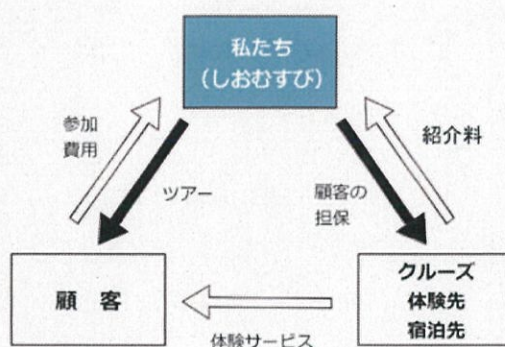 私たち
（しおむすび）
参加
費用
ツアー
顧客の
担保
紹介料
顧　客
体験サービス
クルーズ
体験先
宿泊先